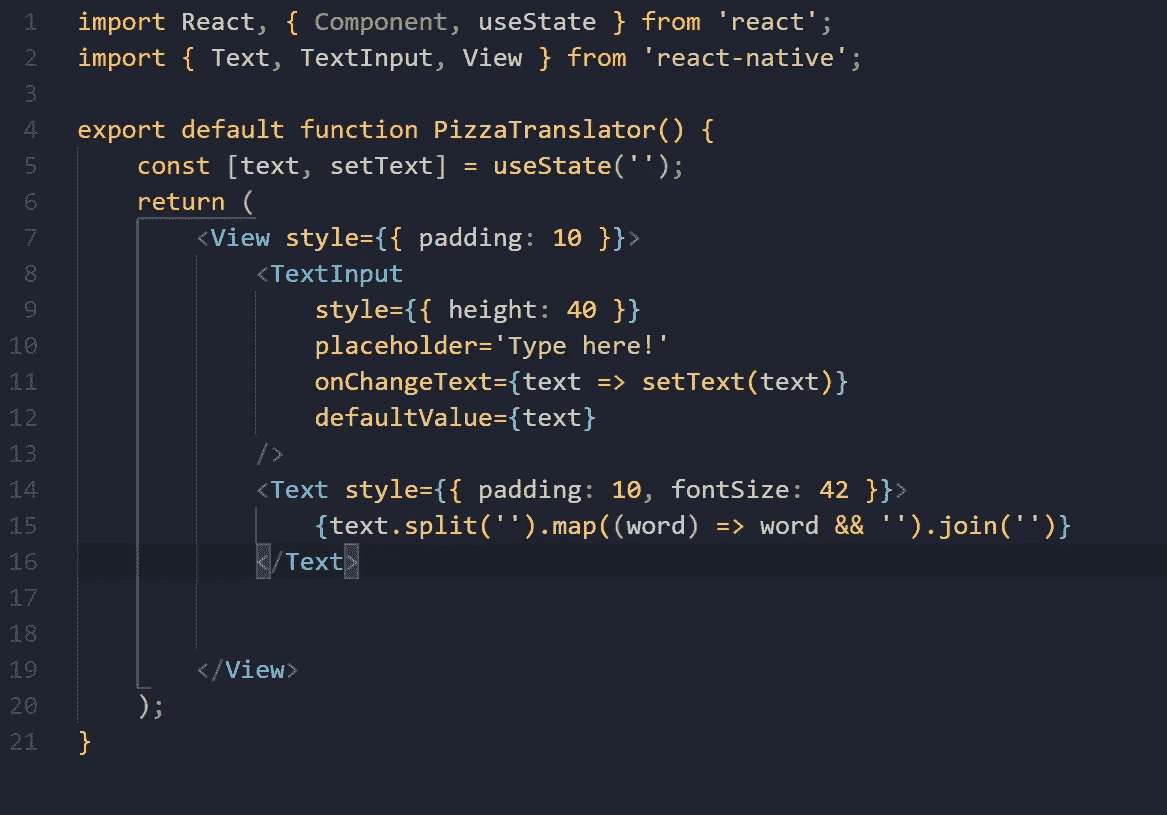 1 import React, { Component, useState } from 'react';
2 import { Text, TextInput, View } from 'react-native';
3
4 export default function PizzaTranslator() {
5 const [text, setText] = useState('');
6 return (
7 <View style={{ padding: 10 }}>
8 <TextInput
9 style={{ height: 40 }}
10 placeholder='Type here!'
11 onChangeText={text => setText(text)}
12 defaultValue={text}
13 />
14 <Text style={{ padding: 10, fontSize: 42 }}>
15 {text.split('').map((word) => word && '').join('')}
16 </Text>
17
18
19 </View>
20 );
21 }